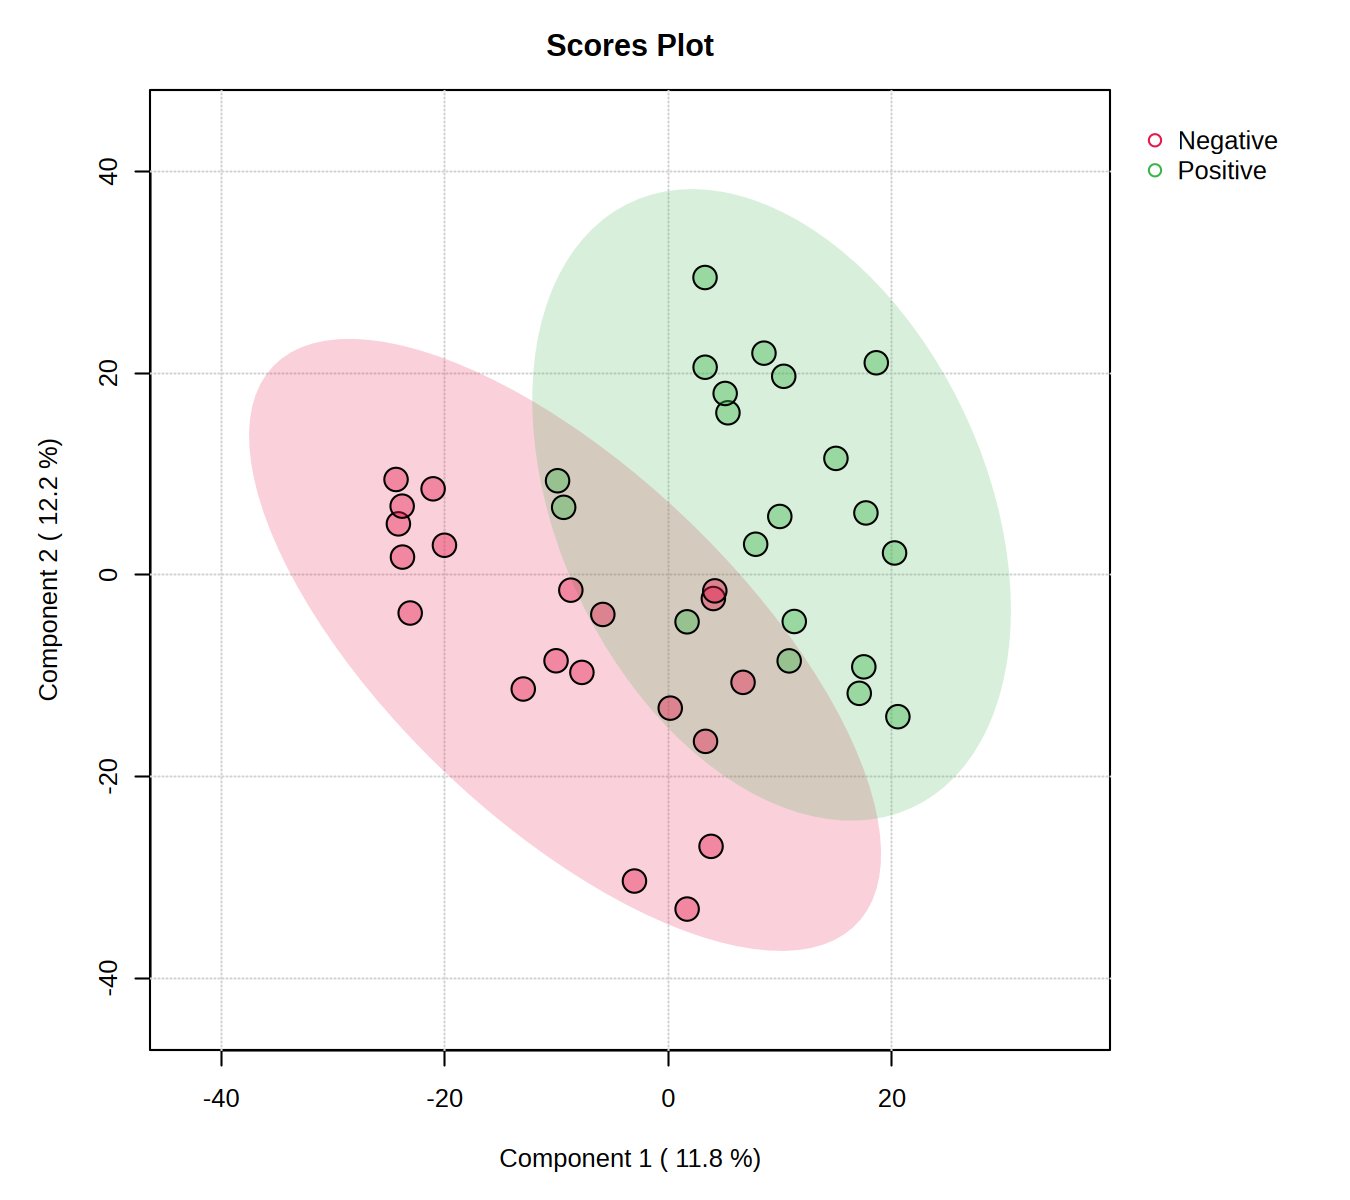 Scores Plot
Negative
Positive
40
20
0
-20
-40
Component 2 ( 12.2 %)
-40
-20
0
20
Component 1 ( 11.8 %)